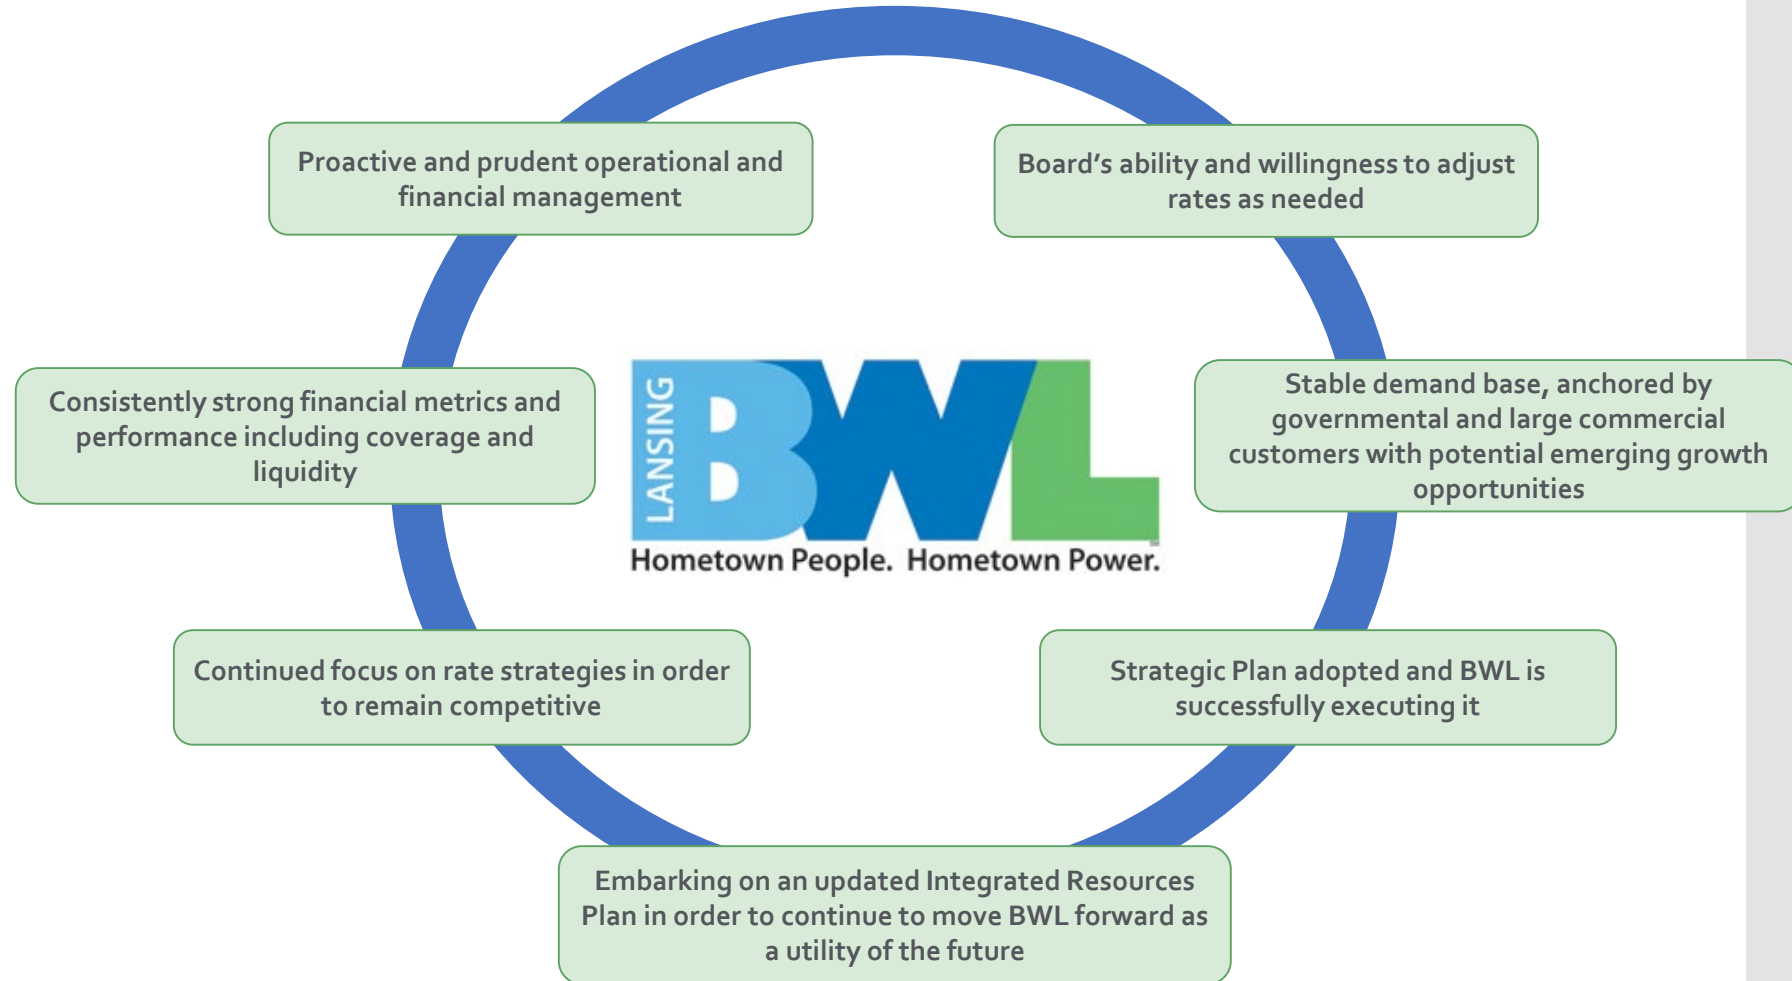 Proactive and prudent operational and
financial management
Board’s ability and willingness to adjust
rates as needed
Consistently strong financial metrics and
performance including coverage and
liquidity
LANSING
BWL
Hometown People. Hometown Power.
Stable demand base, anchored by
governmental and large commercial
customers with potential emerging growth
opportunities
Continued focus on rate strategies in order
to remain competitive
Strategic Plan adopted and BWL is
successfully executing it
Embarking on an updated Integrated Resources
Plan in order to continue to move BWL forward as
a utility of the future